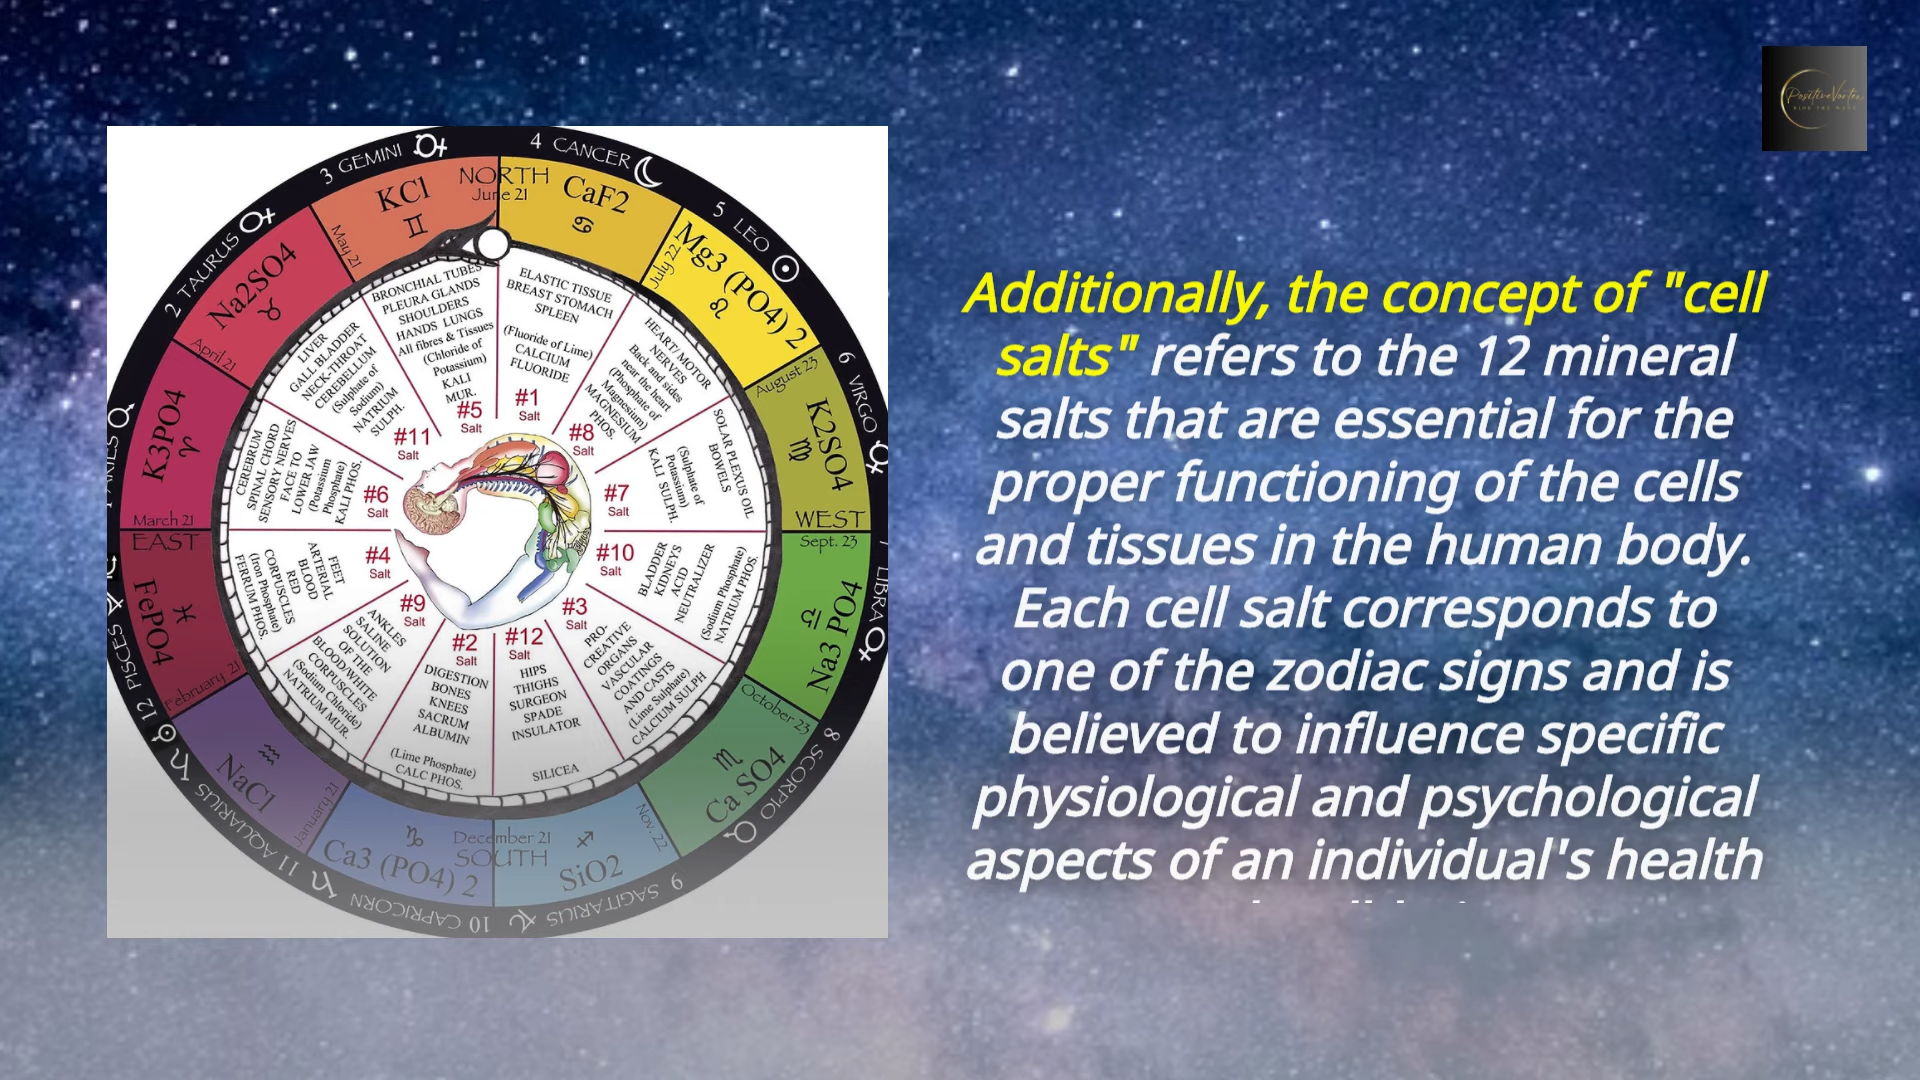 3 GEMINI
4 CANCER
5 LEO
6 VIRGO
LIBRA
8 SCORPIO
9 SAGITARIUS
10 CAPRICORN
11 AQUARIUS
12 PISCES
2 TAURUS
KCl
NORTH
June 21
CaF2
Mg3 (PO4) 2
July 22
August 23
K2SO4
WEST
Sept. 23
Na3 PO4
October 23
Ca SO4
Nov. 22
SiO2
December 21
SOUTH
Ca3 (PO4) 2
January 21
NaCl
February 21
FePO4
EAST
March 21
K3PO4
April 21
Na2SO4
May 21
BRONCHIAL TUBES
PLEURA GLANDS
SHOULDERS
HANDS LUNGS
All fibres & Tissues
(Chloride of
Potassium)
KALI
MUR.
#5
Salt
ELASTIC TISSUE
BREAST STOMACH
SPLEEN
(Fluoride of Lime)
CALCIUM
FLUORIDE
#1
Salt
HEART/ MOTOR
NERVES
Back and sides
near the heart
(Phosphate of
Magnesium)
MAGNESIUM
PHOS.
#8
Salt
SOLAR PLEXUS OIL
BOWELS
(Sulphate of
Potassium)
KALI SULPH.
#7
Salt
BLADDER
KIDNEYS
ACID
NEUTRALIZER
(Sodium Phosphate)
NATRIUM PHOS.
#10
Salt
PRO-
CREATIVE
ORGANS
VASCULAR
COATINGS
AND CASTS
(Lime Sulphate)
CALCIUM SULPH
#3
Salt
HIPS
THIGHS
SURGEON
SPADE
INSULATOR
SILICEA
#12
Salt
DIGESTION
BONES
KNEES
SACRUM
ALBUMIN
(Lime Phosphate)
CALC PHOS.
#2
Salt
ANKLES
SALINE
SOLUTION
OF THE
BLOOD/WHITE
CORPUSCLES
(Sodium Chloride)
NATRIUM MUR.
#9
Salt
FEET
ARTERIAL
BLOOD
RED
CORPUSCLES
(Iron Phosphate)
FERRUM PHOS.
#4
Salt
CEREBRUM
SPINAL CHORD
SENSORY NERVES
FACE TO
LOWER JAW
(Potassium
Phosphate)
KALI PHOS.
#6
Salt
LIVER
GALL BLADDER
NECK-THROAT
CEREBELLUM
(Sulphate of
Sodium)
NATRIUM
SULPH.
#11
Salt
Additionally, the concept of "cell
salts" refers to the 12 mineral
salts that are essential for the
proper functioning of the cells
and tissues in the human body.
Each cell salt corresponds to
one of the zodiac signs and is
believed to influence specific
physiological and psychological
aspects of an individual's health
PositiveVortex